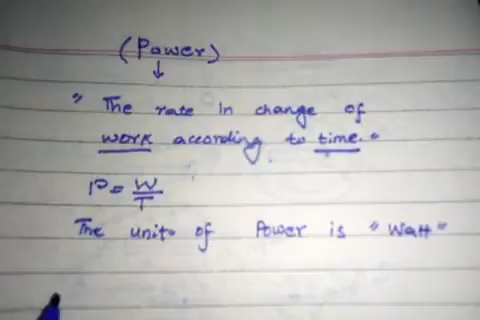 (Power)
↓
" The rate in change of
work according to time. "
P = W/T
The unit of Power is "Watt"